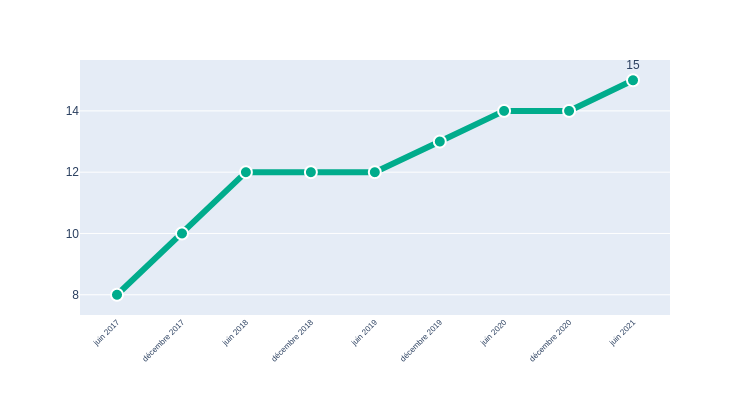 15
14
12
10
8
juin 2017
décembre 2017
juin 2018
décembre 2018
juin 2019
décembre 2019
juin 2020
décembre 2020
juin 2021